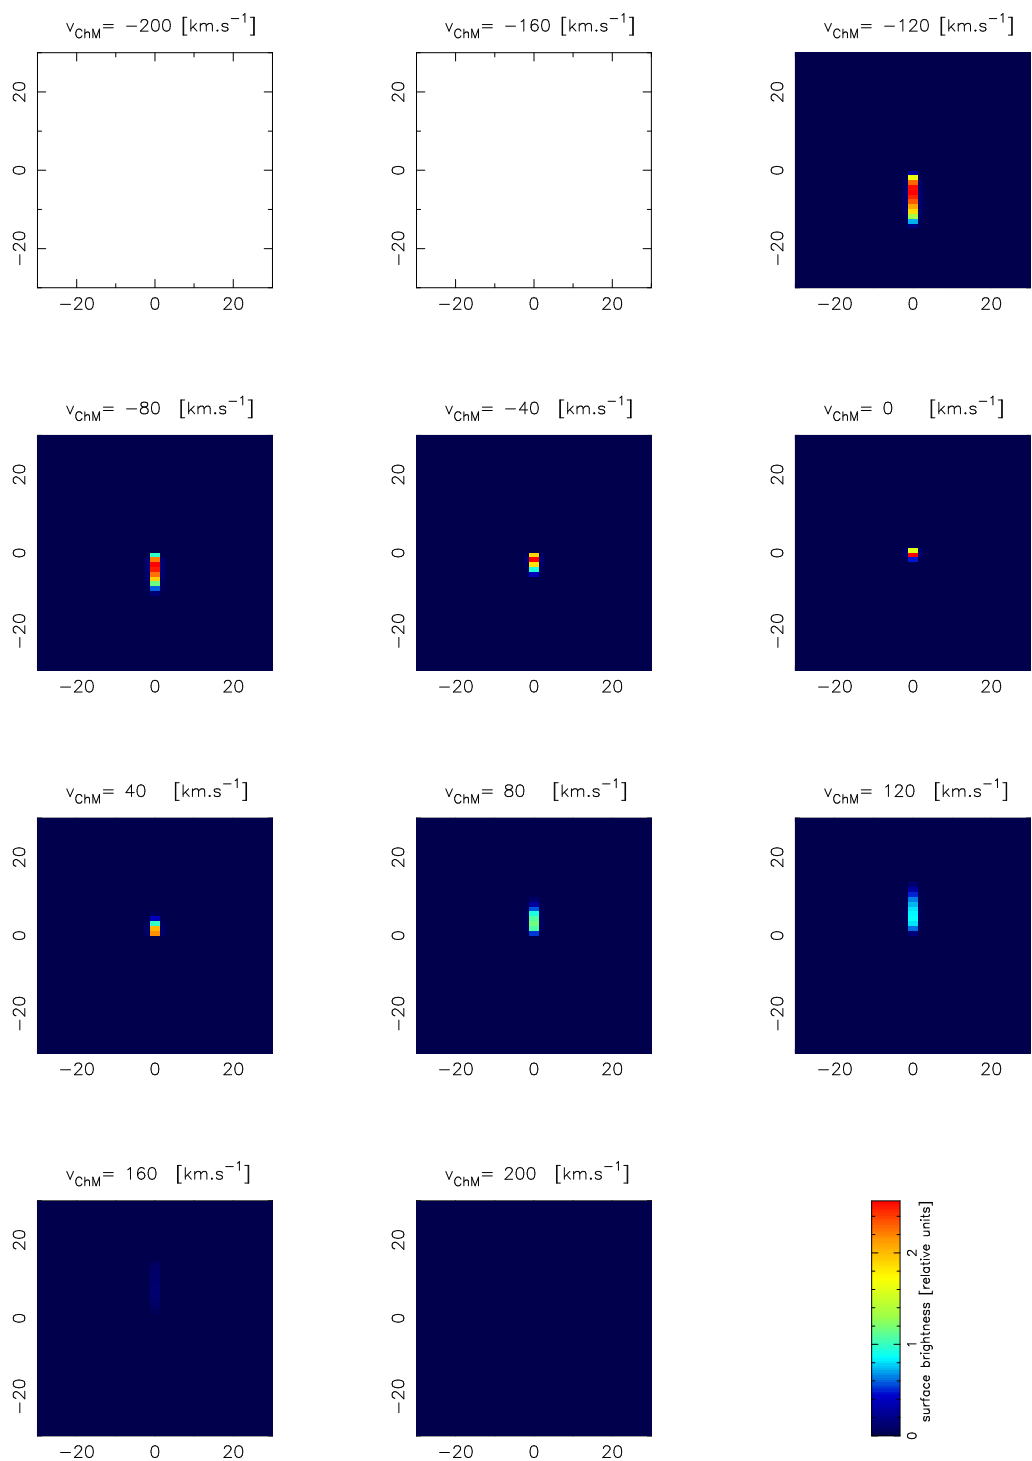 v_ChM= −200 [km.s⁻¹]
v_ChM= −160 [km.s⁻¹]
v_ChM= −120 [km.s⁻¹]
20
0
−20
−20 0 20
20
0
−20
−20 0 20
20
0
−20
−20 0 20
v_ChM= −80 [km.s⁻¹]
v_ChM= −40 [km.s⁻¹]
v_ChM= 0 [km.s⁻¹]
20
0
−20
−20 0 20
20
0
−20
−20 0 20
20
0
−20
−20 0 20
v_ChM= 40 [km.s⁻¹]
v_ChM= 80 [km.s⁻¹]
v_ChM= 120 [km.s⁻¹]
20
0
−20
−20 0 20
20
0
−20
−20 0 20
20
0
−20
−20 0 20
v_ChM= 160 [km.s⁻¹]
v_ChM= 200 [km.s⁻¹]
20
0
−20
−20 0 20
20
0
−20
−20 0 20
0 1 2
surface brightness [relative units]